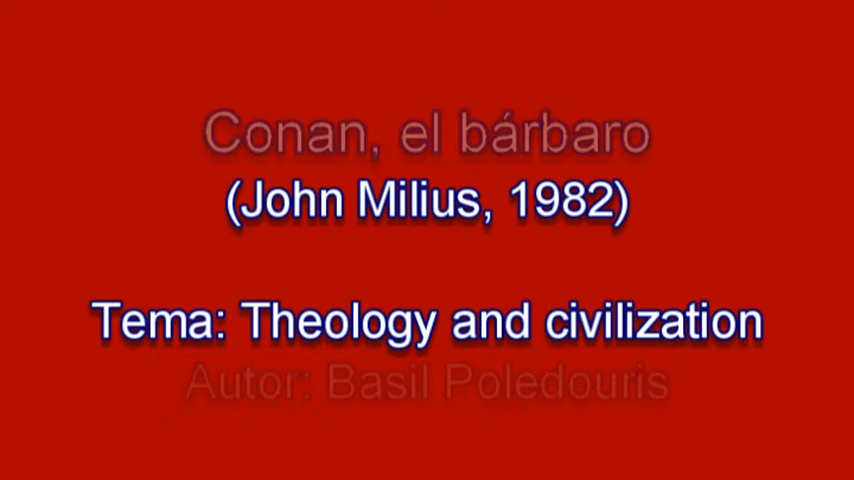 Conan, el bárbaro
(John Milius, 1982)
Tema: Theology and civilization
Autor: Basil Poledouris